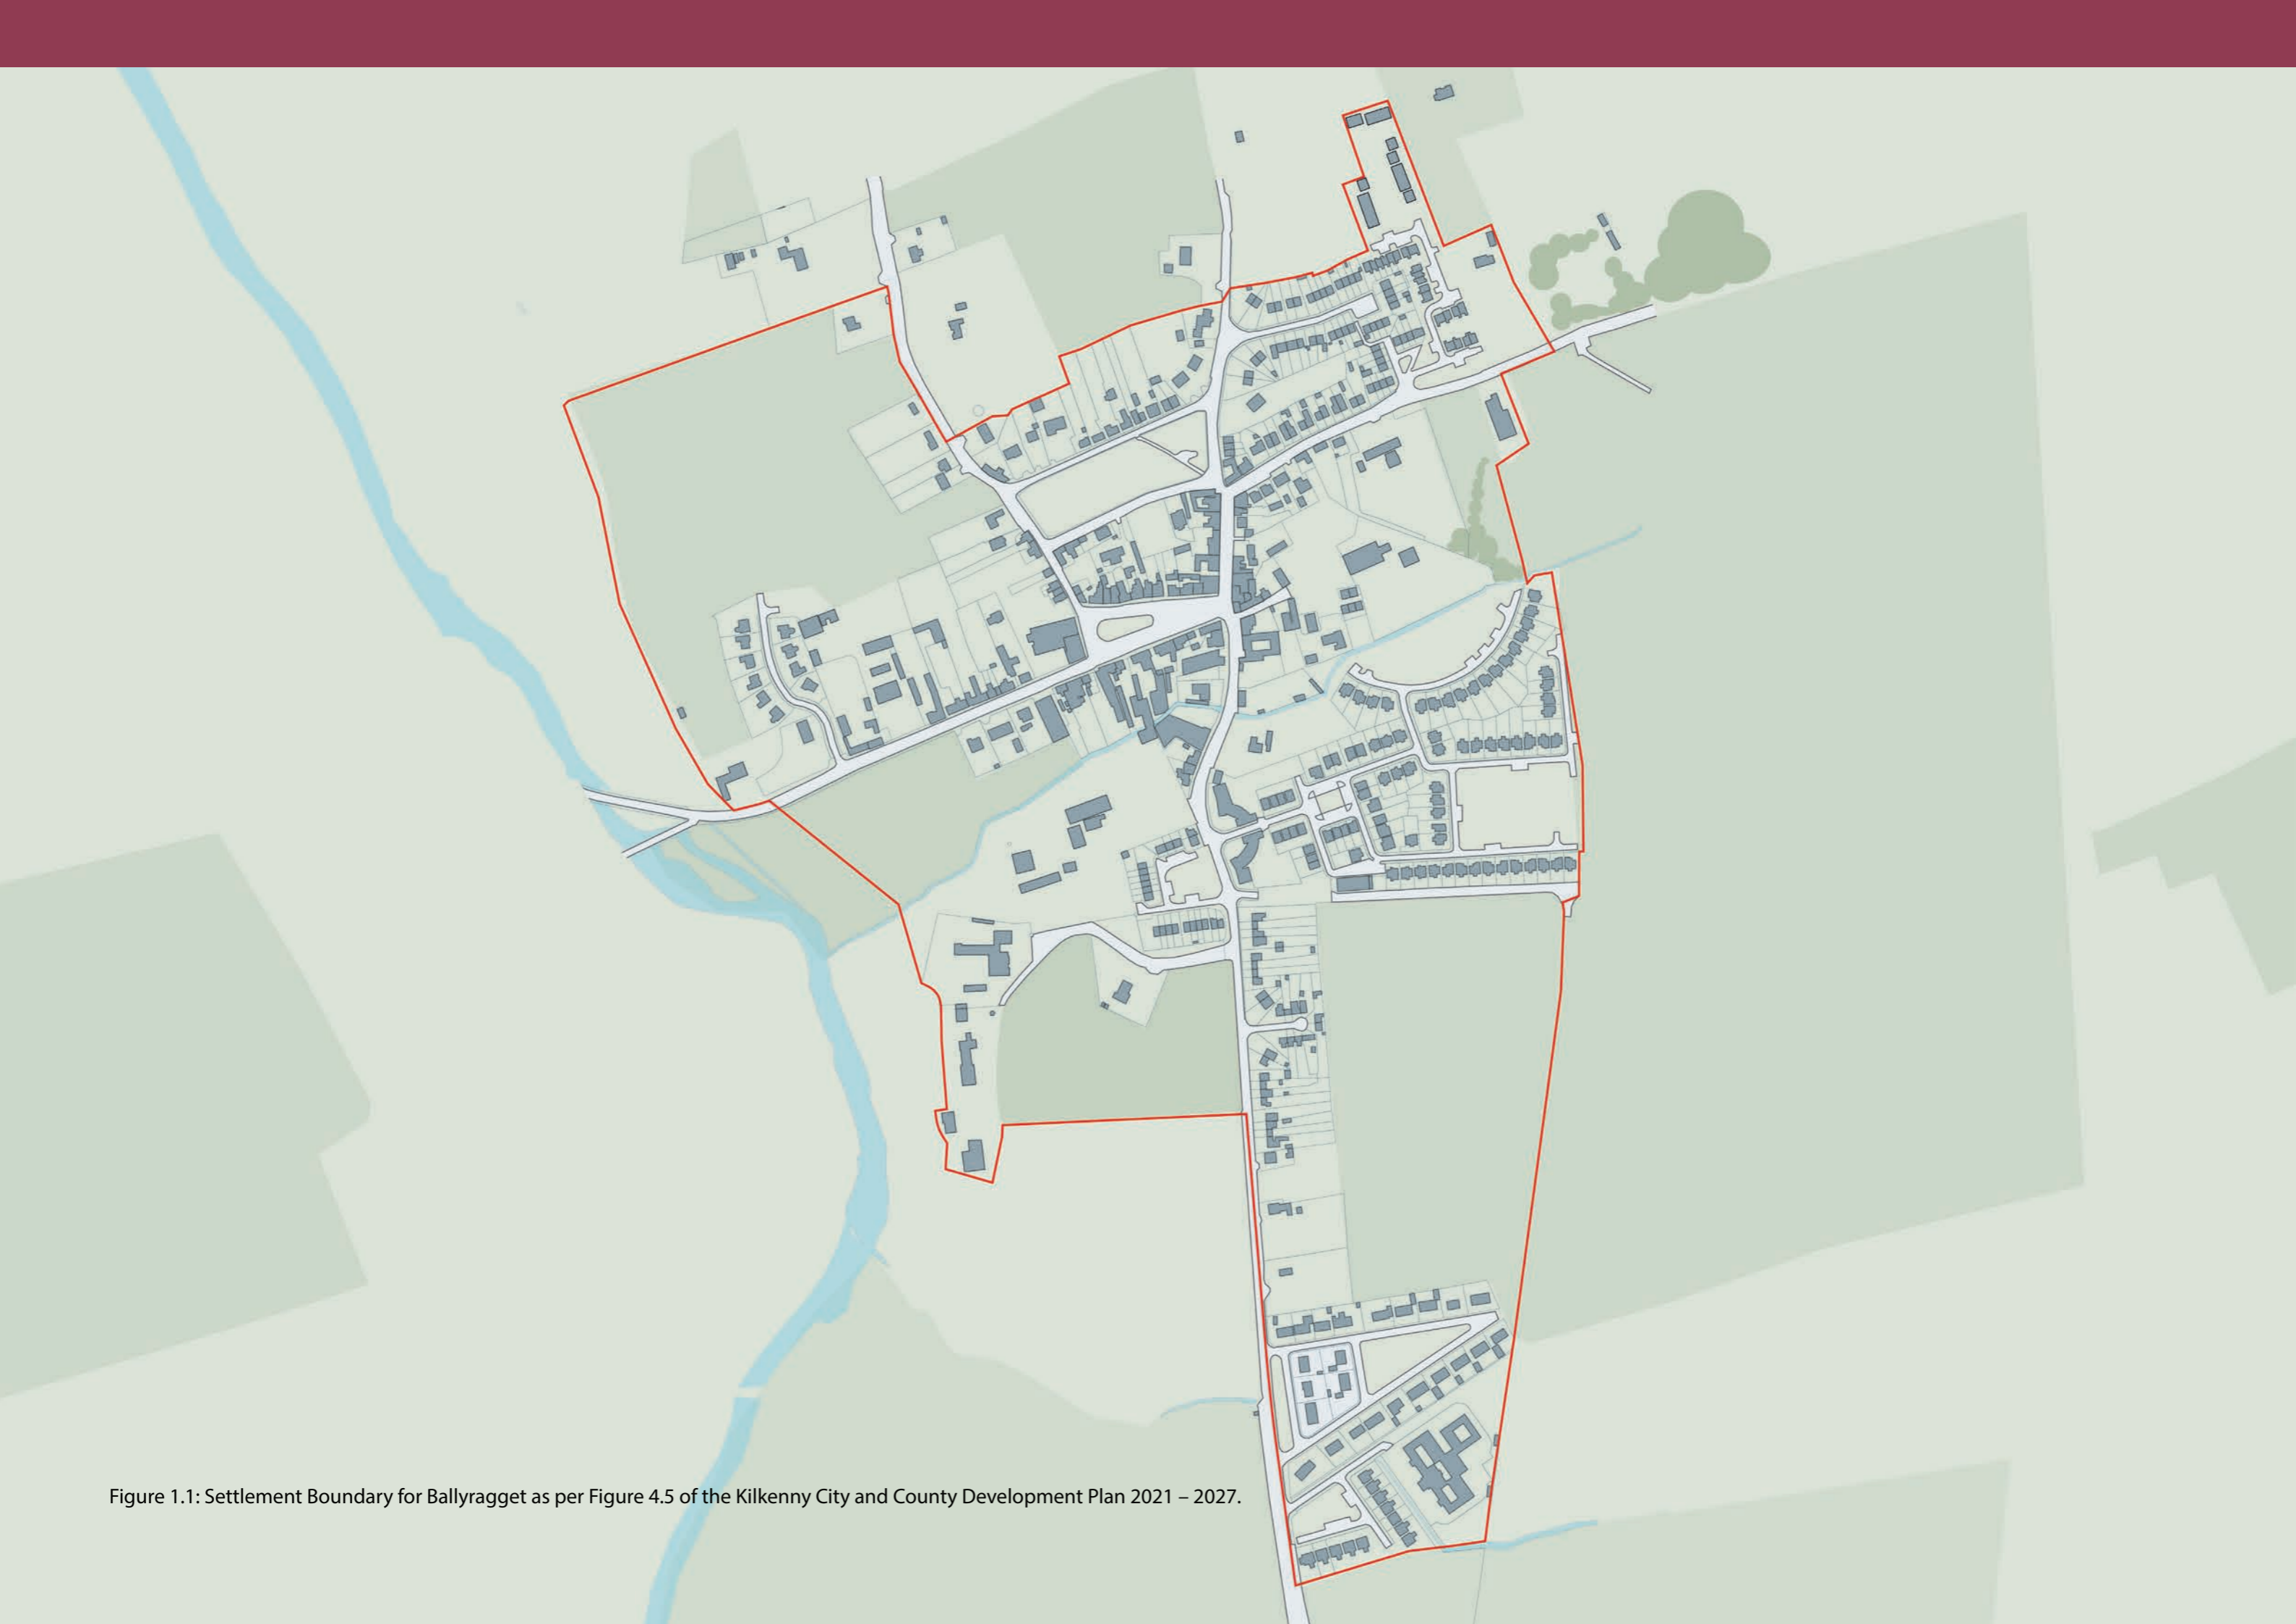 Figure 1.1: Settlement Boundary for Ballyragget as per Figure 4.5 of the Kilkenny City and County Development Plan 2021 – 2027.